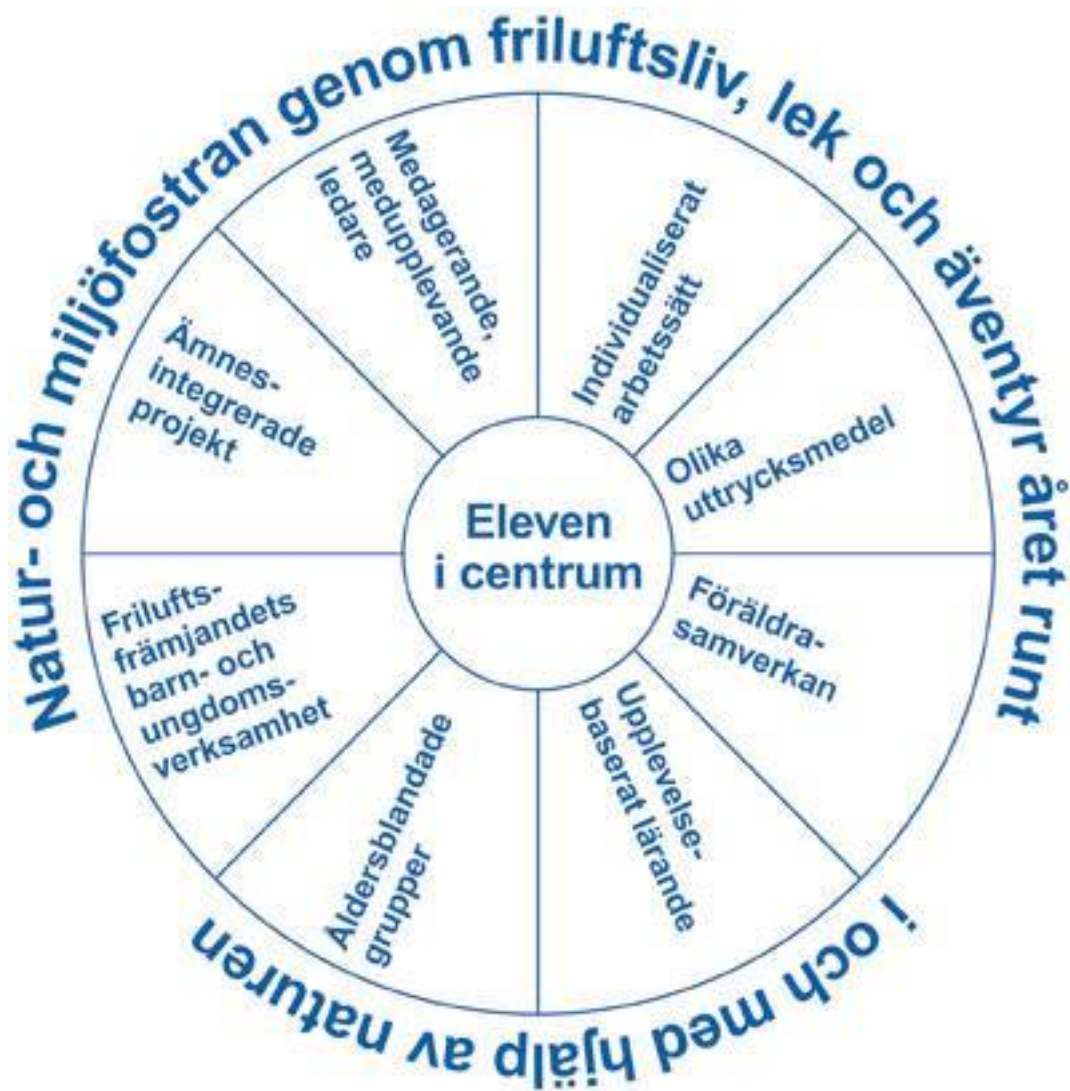 Natur- och miljöfostran genom friluftsliv, lek och äventyr året runt
i och med hjälp av naturen
Eleven
i centrum
Individualiserat
arbetssätt
Olika
uttrycksmedel
Föräldra-
samverkan
Upplevelse-
baserat lärande
Åldersblandade
grupper
Frilufts-
främjandets
barn- och
ungdoms-
verksamhet
Ämnes-
integrerade
projekt
Medagerande,
medupplevande
ledare